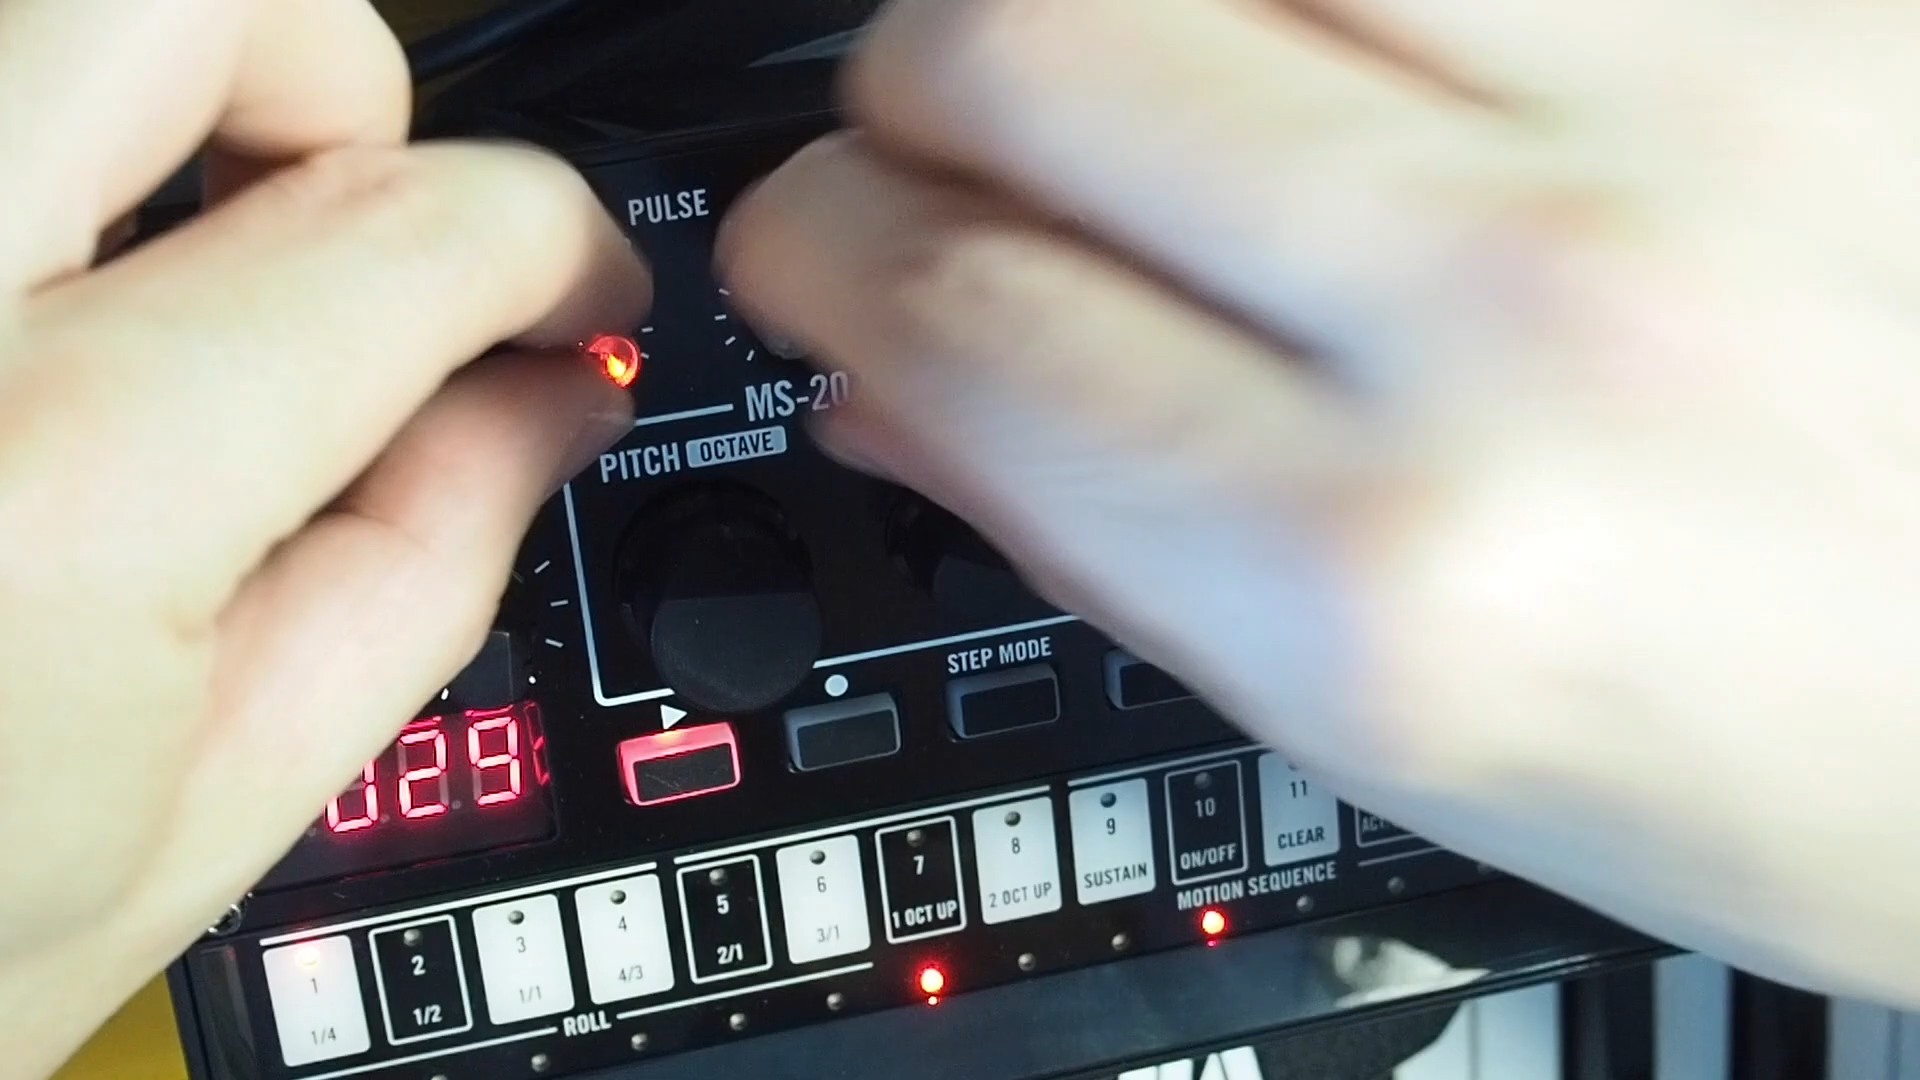 PULSE
MS-20
PITCH OCTAVE
STEP MODE
029
1 2 3 4 5 6 7 8 9 10 11
1/4 1/2 1/1 4/3 2/1 3/1 1 OCT UP 2 OCT UP SUSTAIN ON/OFF CLEAR
ROLL MOTION SEQUENCE